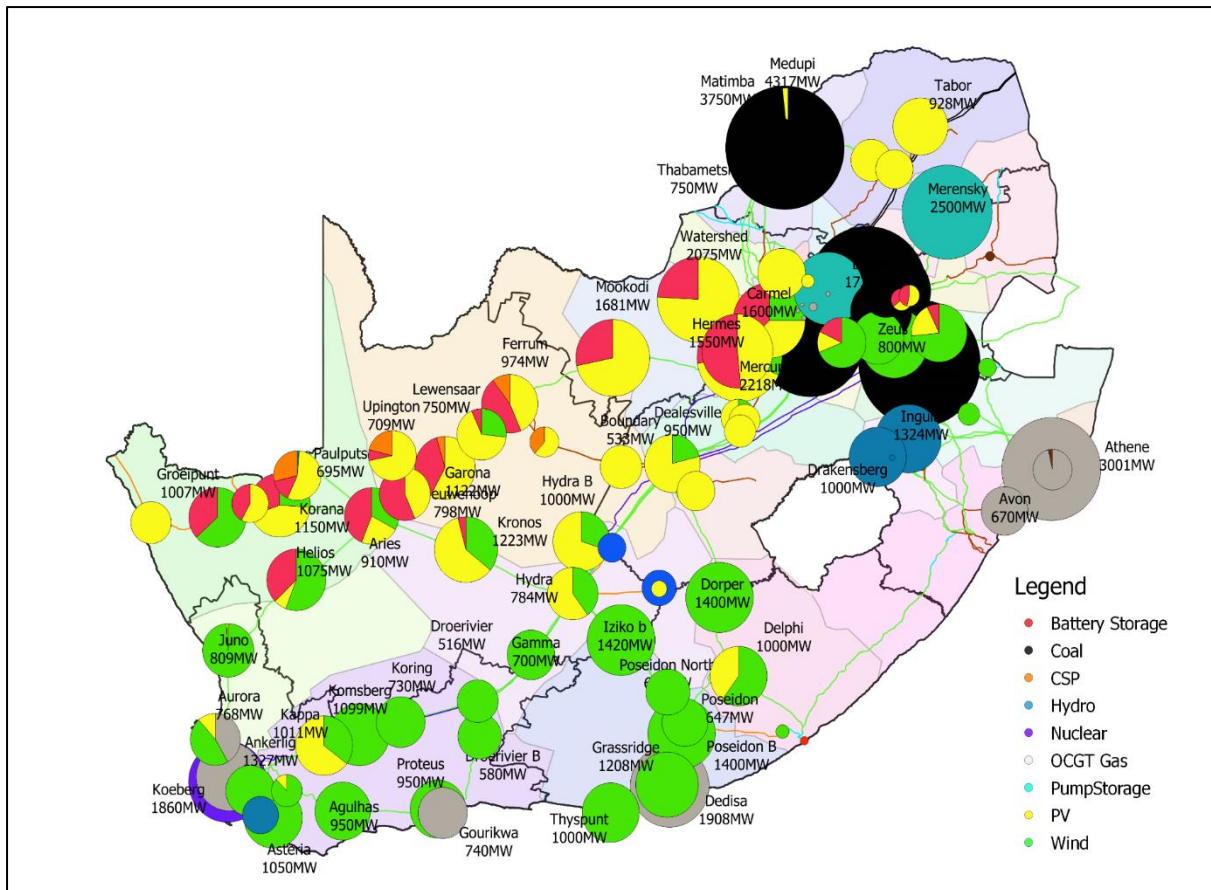 Medupi
4317MW
Matimba
3750MW
Tabor
928MW
Thabametsi
750MW
Merensky
2500MW
Watershed
2075MW
Mookodi
1681MW
Carmel
1600MW
Hermes
1550MW
Zeus
800MW
Ferrum
974MW
2218M
Lewensaar
750MW
Dealesville
950MW
Upington
709MW
Boundary
533MW
Ingula
1324MW
Athene
3001MW
Paulputs
695MW
Drakensberg
1000MW
Groeipunt
1007MW
Garona
1122MW
Hydra B
1000MW
798MW
Avon
670MW
Korana
1150MW
Kronos
1223MW
Aries
910MW
Helios
1075MW
Hydra
784MW
Dorper
1400MW
Droerivier
516MW
Iziko b
1420MW
Delphi
1000MW
Juno
809MW
Gamma
700MW
Koring
730MW
Poseidon North
Komsberg
1099MW
Aurora
768MW
Kappa
1011MW
Poseidon
647MW
Ankerlig
1327MW
Droerivier B
580MW
Grassridge
1208MW
Poseidon B
1400MW
Proteus
950MW
Koeberg
1860MW
Agulhas
950MW
Dedisa
1908MW
Thyspunt
1000MW
Gourikwa
740MW
Asteria
1050MW
Legend
Battery Storage
Coal
CSP
Hydro
Nuclear
OCGT Gas
PumpStorage
PV
Wind